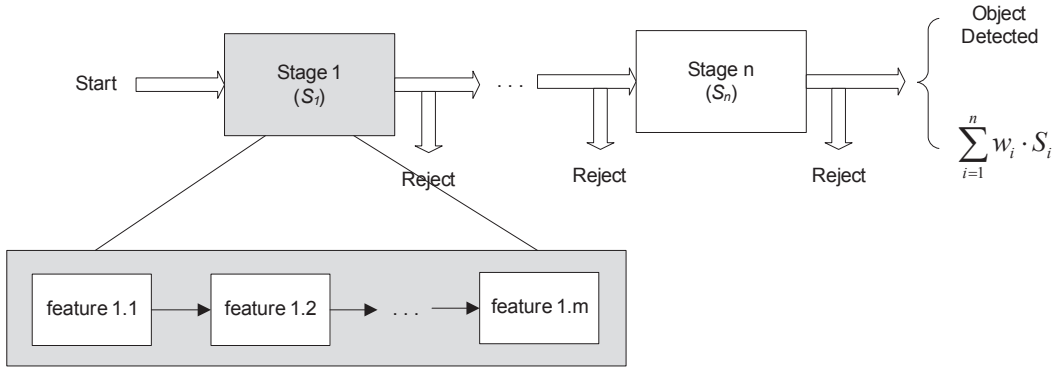 Start
Stage 1
(S₁)
. . .
Stage n
(Sₙ)
Object
Detected
n
∑ wᵢ · Sᵢ
i=1
Reject
Reject
Reject
feature 1.1
feature 1.2
. . .
feature 1.m